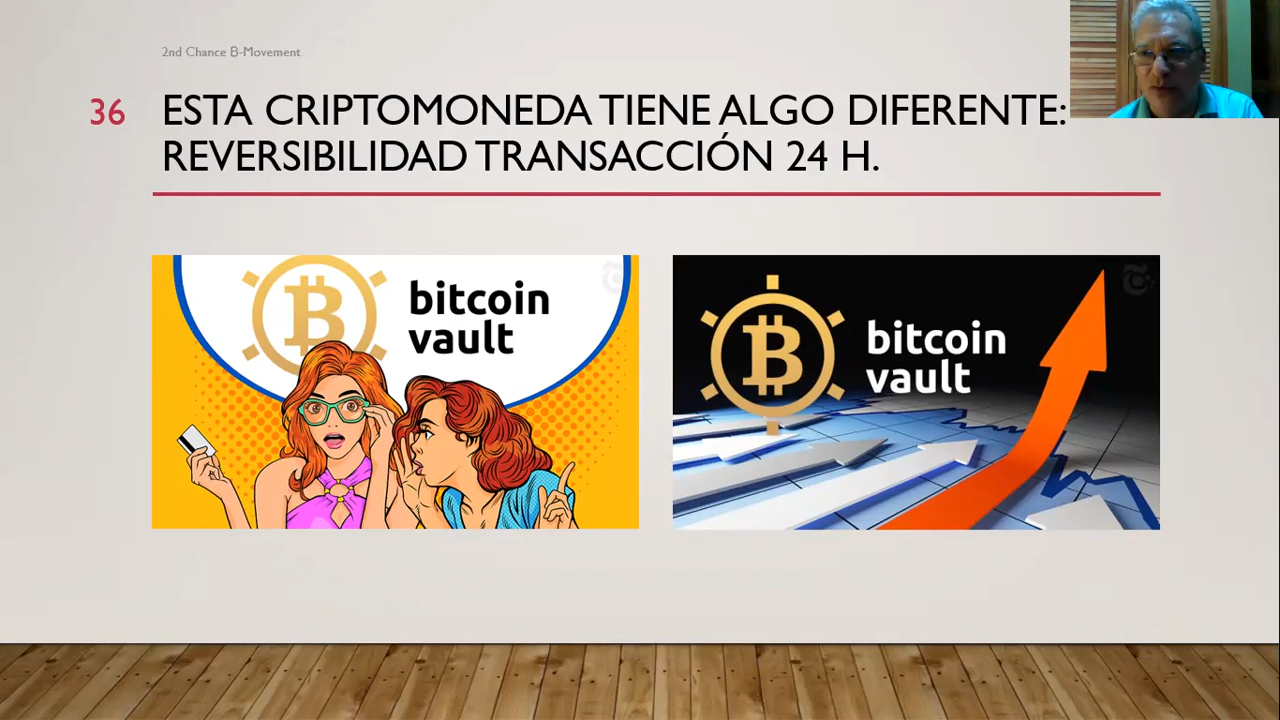 2nd Chance B-Movement
36
ESTA CRIPTOMONEDA TIENE ALGO DIFERENTE:
REVERSIBILIDAD TRANSACCIÓN 24 H.
bitcoin
vault
bitcoin
vault